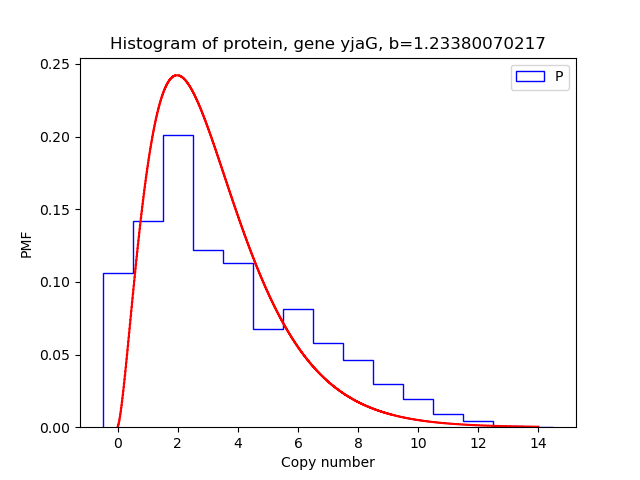 Histogram of protein, gene yjaG, b=1.23380070217
P
0.25
0.20
0.15
0.10
0.05
0.00
PMF
0 2 4 6 8 10 12 14
Copy number